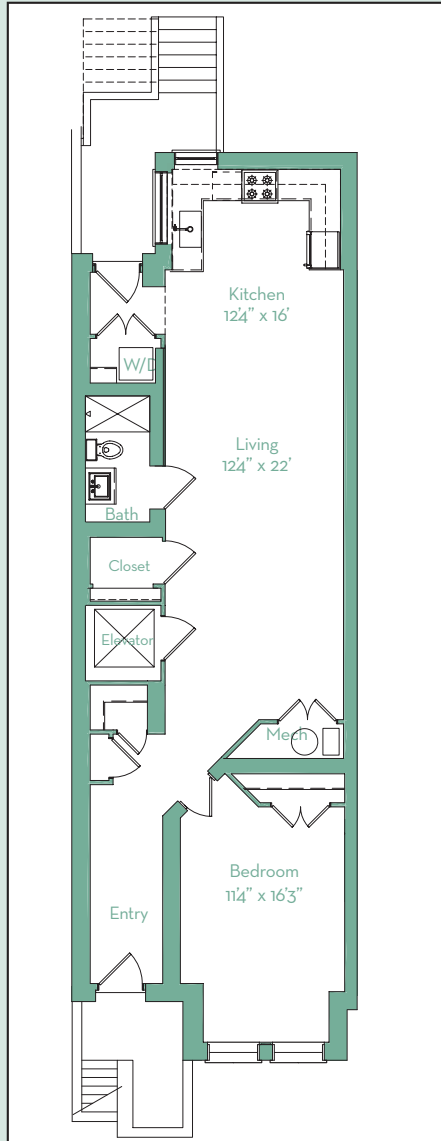 Kitchen
12'4" x 16'
W/D
Living
12'4" x 22'
Bath
Closet
Elevator
Mech
Bedroom
11'4" x 16'3"
Entry